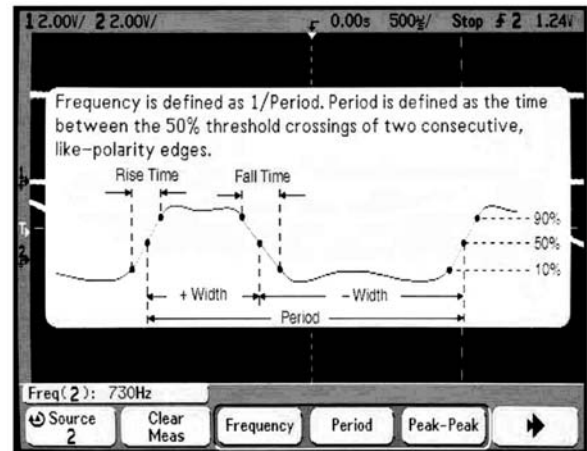 1 2.00V/ 2 2.00V/ 0.00s 500㎲/ Stop 2 1.24V
Frequency is defined as 1/Period. Period is defined as the time
between the 50% threshold crossings of two consecutive,
like-polarity edges.
Rise Time Fall Time
90%
50%
10%
+ Width - Width
Period
Freq(2): 730Hz
Source
2
Clear
Meas
Frequency
Period
Peak-Peak